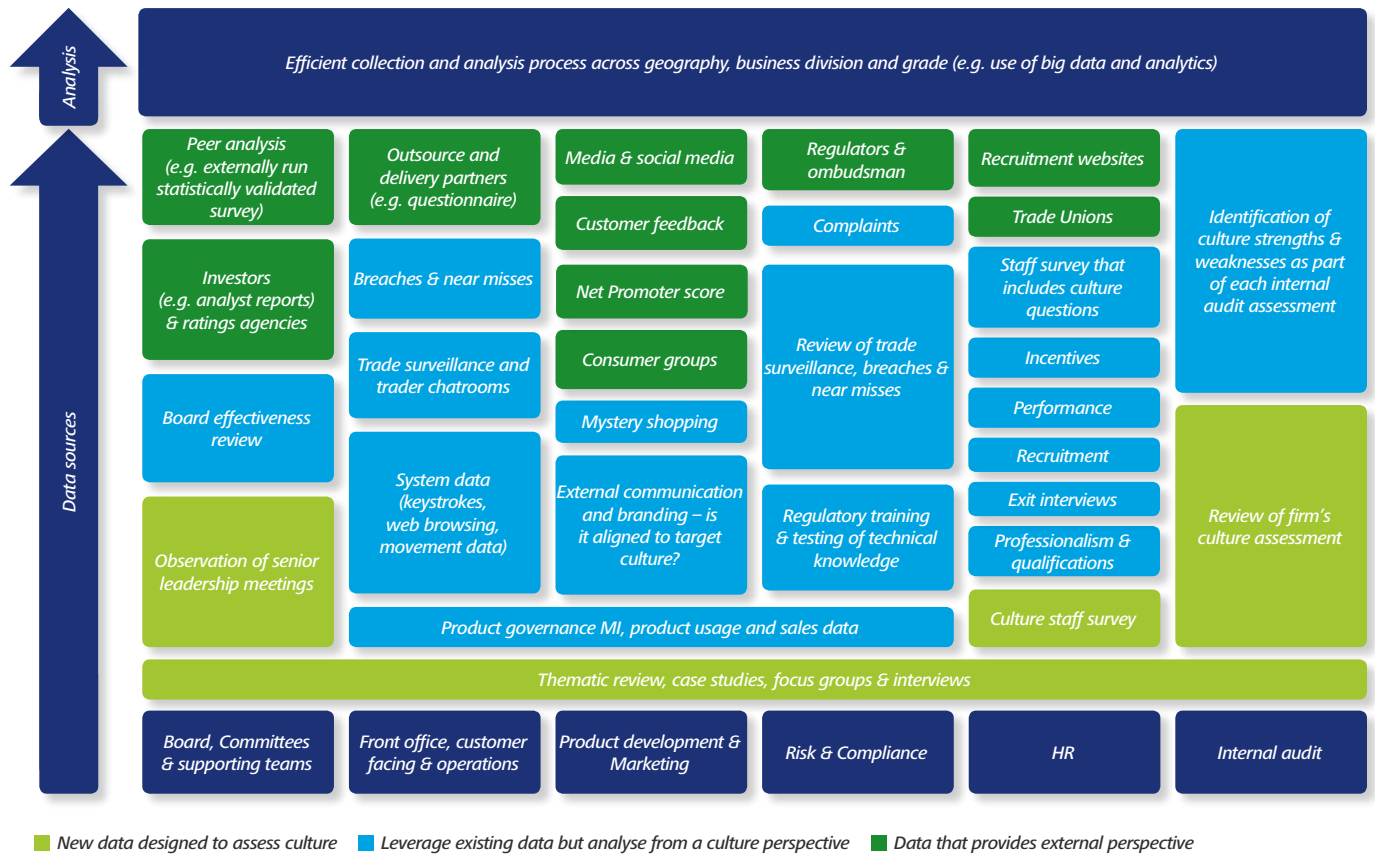 Analysis
Efficient collection and analysis process across geography, business division and grade (e.g. use of big data and analytics)
Data sources
Peer analysis
(e.g. externally run
statistically validated
survey)
Investors
(e.g. analyst reports)
& ratings agencies
Board effectiveness
review
Observation of senior
leadership meetings
Outsource and
delivery partners
(e.g. questionnaire)
Breaches & near misses
Trade surveillance and
trader chatrooms
System data
(keystrokes,
web browsing,
movement data)
Media & social media
Customer feedback
Net Promoter score
Consumer groups
Mystery shopping
External communication
and branding – is
it aligned to target
culture?
Regulators &
ombudsman
Complaints
Review of trade
surveillance, breaches &
near misses
Regulatory training
& testing of technical
knowledge
Product governance MI, product usage and sales data
Recruitment websites
Trade Unions
Staff survey that
includes culture
questions
Incentives
Performance
Recruitment
Exit interviews
Professionalism &
qualifications
Culture staff survey
Identification of
culture strengths &
weaknesses as part
of each internal
audit assessment
Review of firm's
culture assessment
Thematic review, case studies, focus groups & interviews
Board, Committees
& supporting teams
Front office, customer
facing & operations
Product development &
Marketing
Risk & Compliance
HR
Internal audit
New data designed to assess culture
Leverage existing data but analyse from a culture perspective
Data that provides external perspective